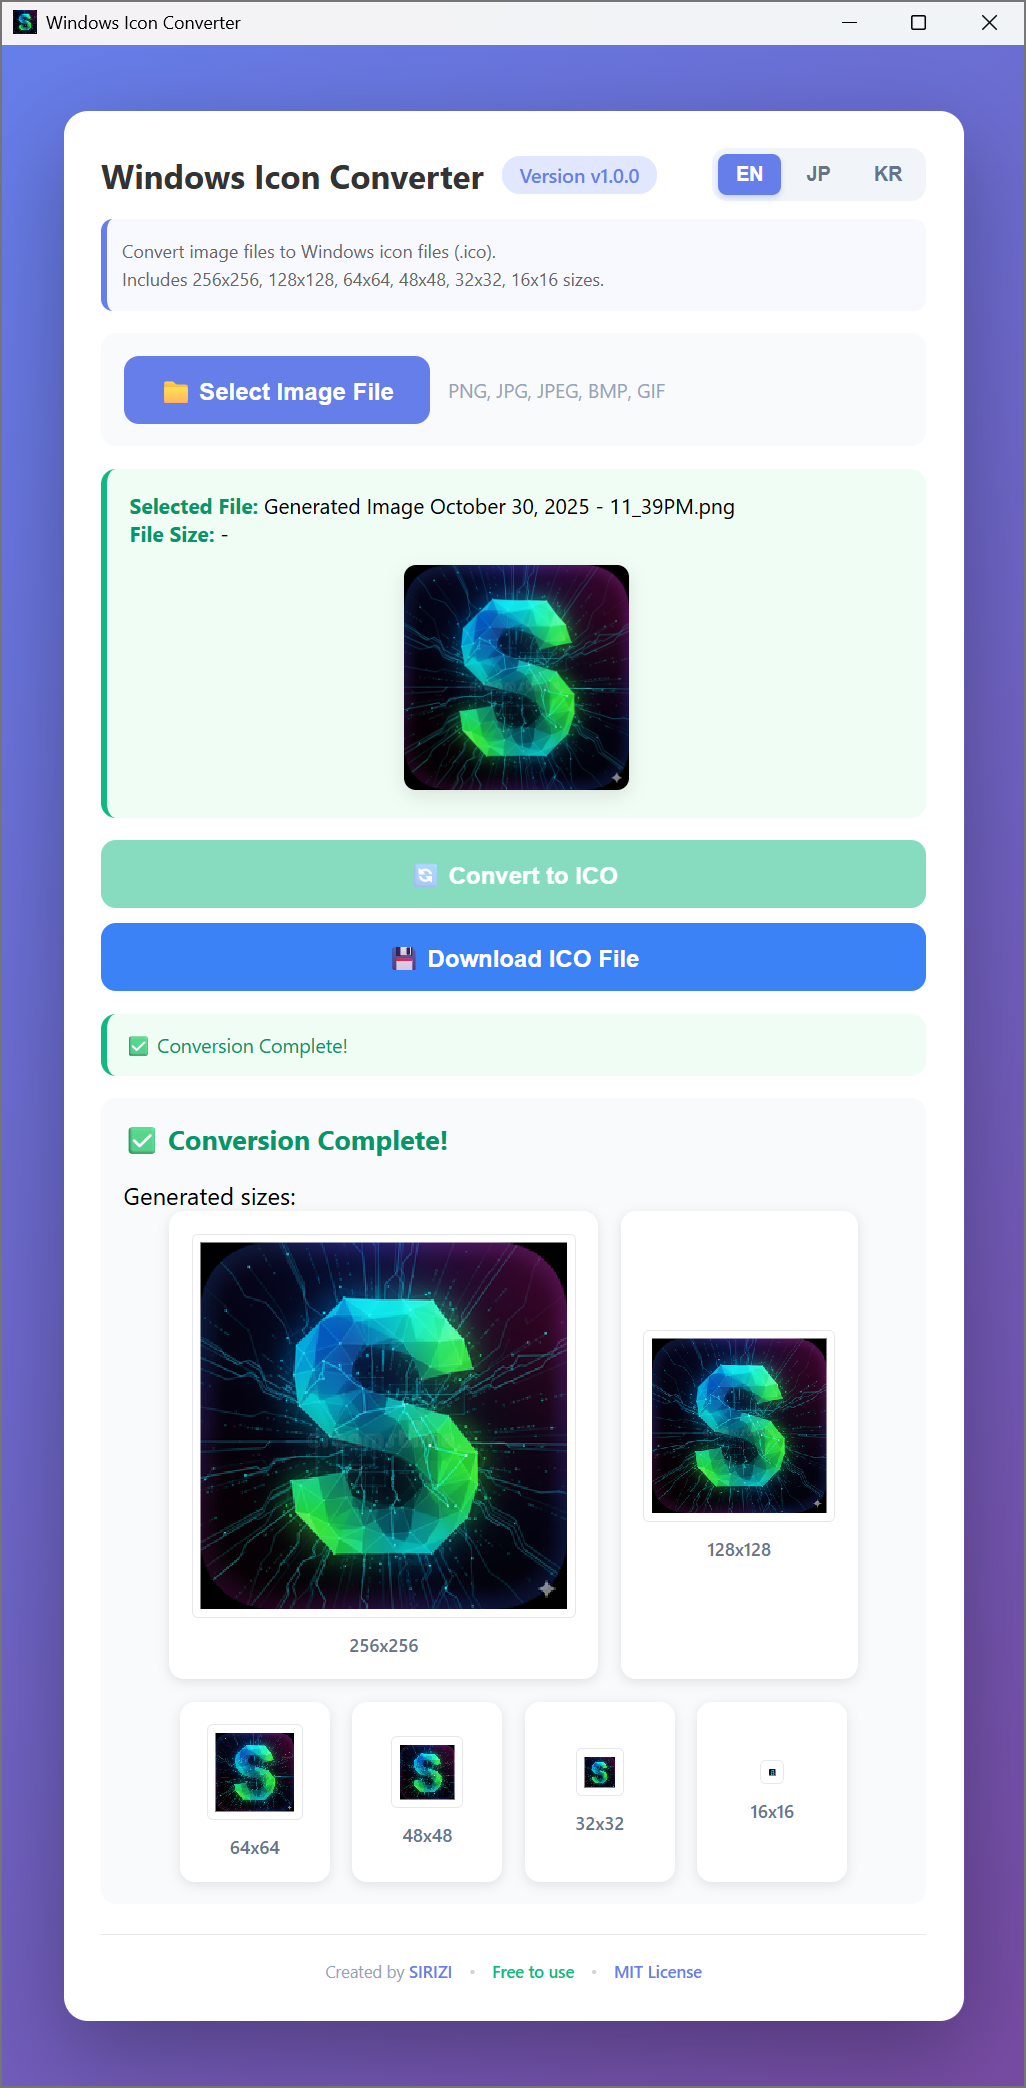 Windows Icon Converter
Windows Icon Converter
Version v1.0.0
EN
JP
KR
Convert image files to Windows icon files (.ico).
Includes 256x256, 128x128, 64x64, 48x48, 32x32, 16x16 sizes.
Select Image File
PNG, JPG, JPEG, BMP, GIF
Selected File: Generated Image October 30, 2025 - 11_39PM.png
File Size: -
S
Convert to ICO
Download ICO File
Conversion Complete!
Conversion Complete!
Generated sizes:
S
256x256
S
128x128
S
64x64
S
48x48
S
32x32
16x16
Created by SIRIZI • Free to use • MIT License